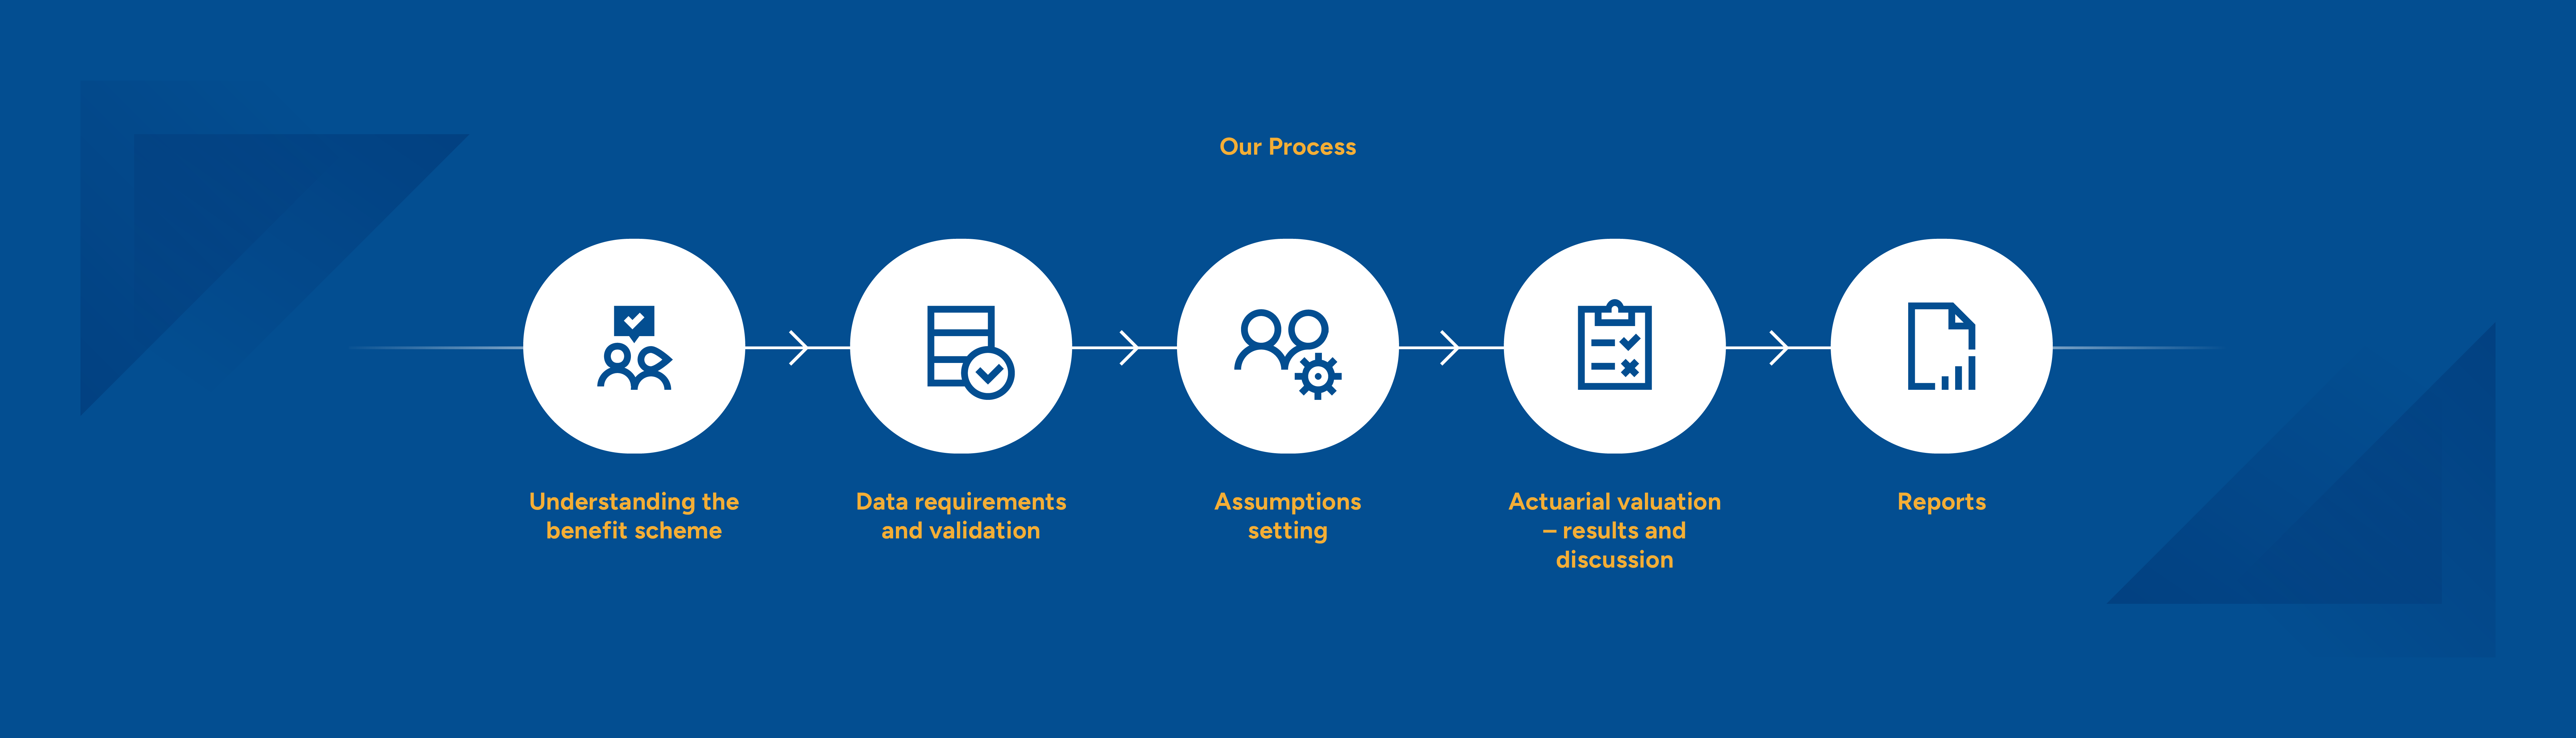 Our Process
Understanding the
benefit scheme
Data requirements
and validation
Assumptions
setting
Actuarial valuation
– results and
discussion
Reports